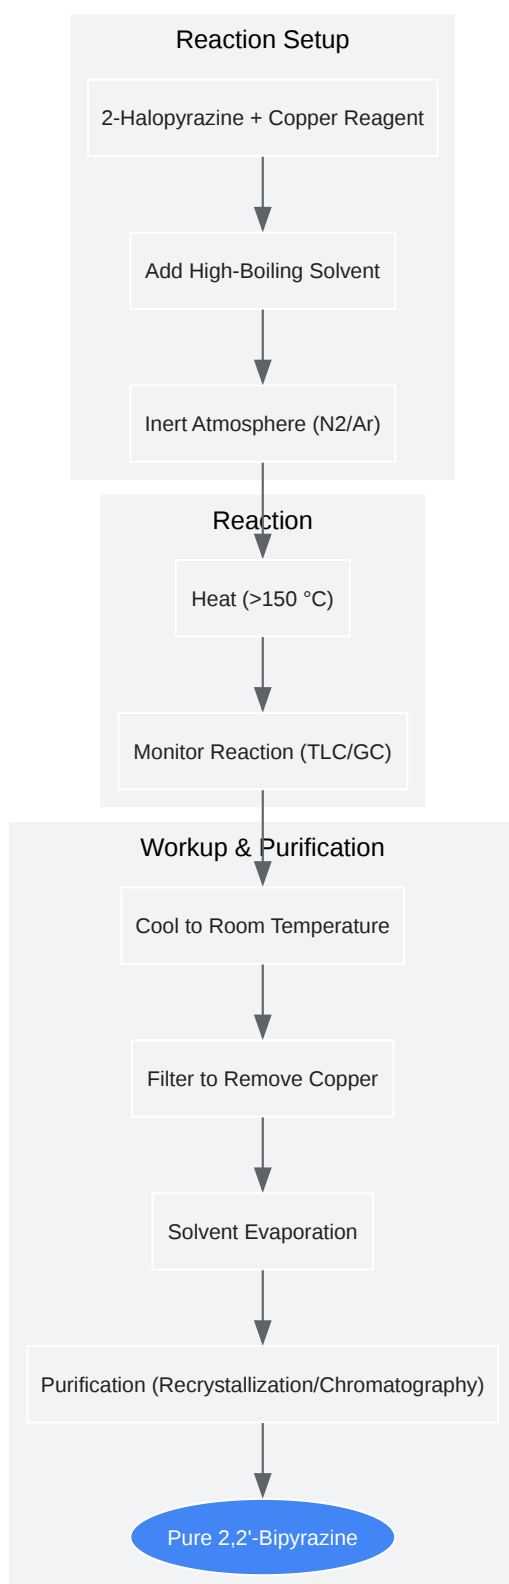 Reaction Setup
2-Halopyrazine + Copper Reagent
Add High-Boiling Solvent
Inert Atmosphere (N2/Ar)
Reaction
Heat (>150 °C)
Monitor Reaction (TLC/GC)
Workup & Purification
Cool to Room Temperature
Filter to Remove Copper
Solvent Evaporation
Purification (Recrystallization/Chromatography)
Pure 2,2'-Bipyrazine